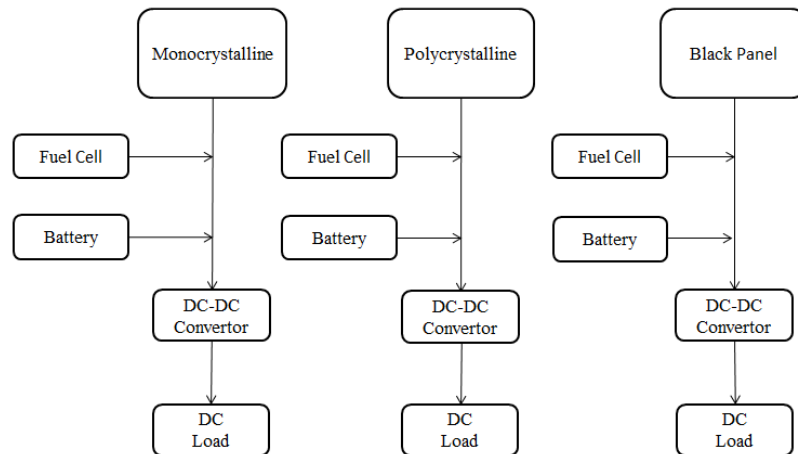 Monocrystalline
Polycrystalline
Black Panel
Fuel Cell
Fuel Cell
Fuel Cell
Battery
Battery
Battery
DC-DC
Convertor
DC-DC
Convertor
DC-DC
Convertor
DC
Load
DC
Load
DC
Load